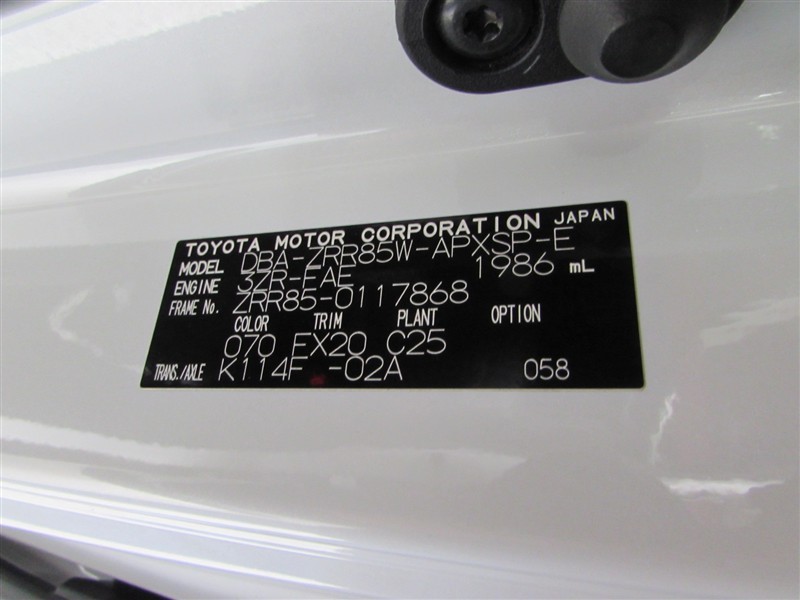 TOYOTA MOTOR CORPORATION JAPAN
MODEL DBA-ZRR85W-APXSP-E
ENGINE 3ZR-FAE 1986 mL
FRAME No. ZRR85-0117868
COLOR TRIM PLANT OPTION
070 EX20 C25
TRANS./AXLE K114F -02A 058